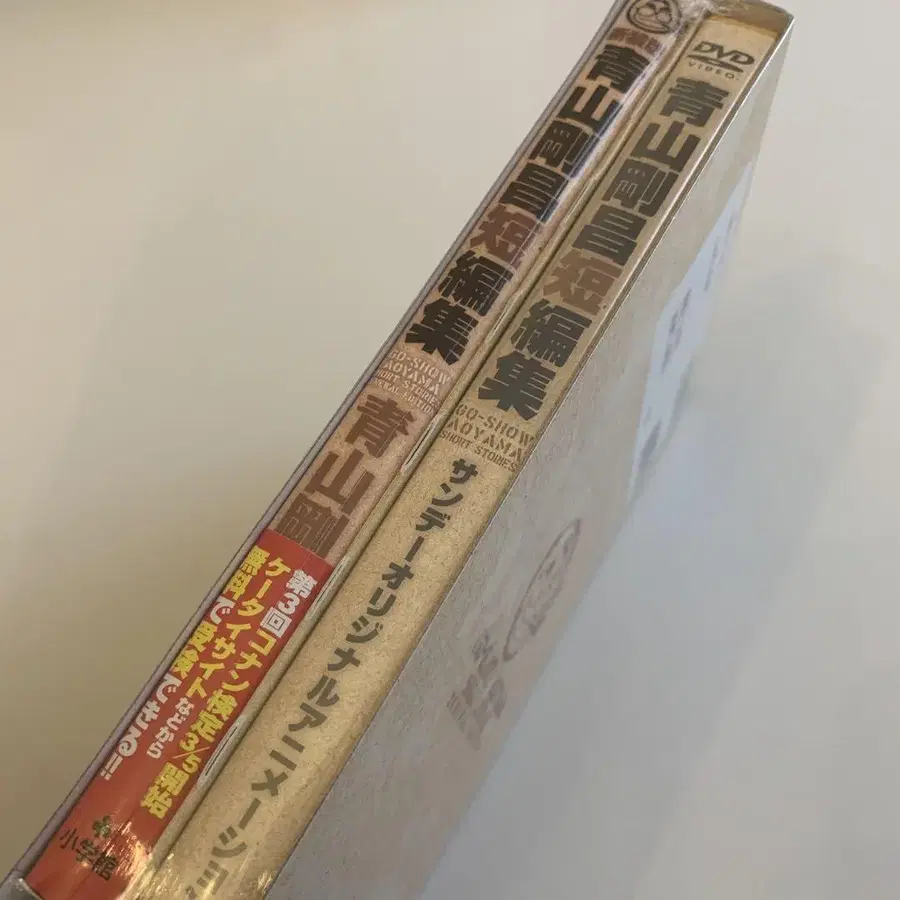 青山剛昌短編集
GO-SHOW
AOYAMA
SHORT STORIES
青山剛
第3回コナン検定3/5開始
ケータイサイトなどから
無料で受検できる!!
小学館
DVD
VIDEO
青山剛昌短編集
GO-SHOW
AOYAMA
SHORT STORIES
サンデーオリジナルアニメーション